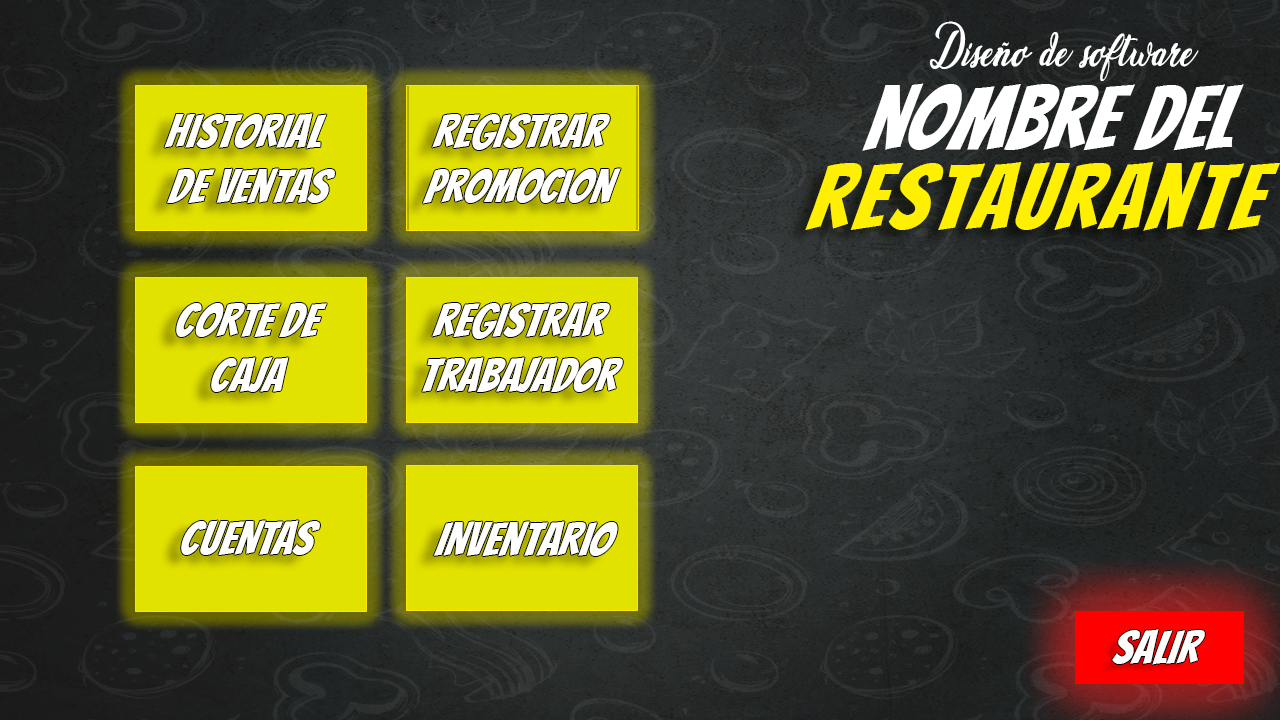 Diseño de software
NOMBRE DEL
RESTAURANTE
HISTORIAL
DE VENTAS
REGISTRAR
PROMOCION
CORTE DE
CAJA
REGISTRAR
TRABAJADOR
CUENTAS
INVENTARIO
SALIR